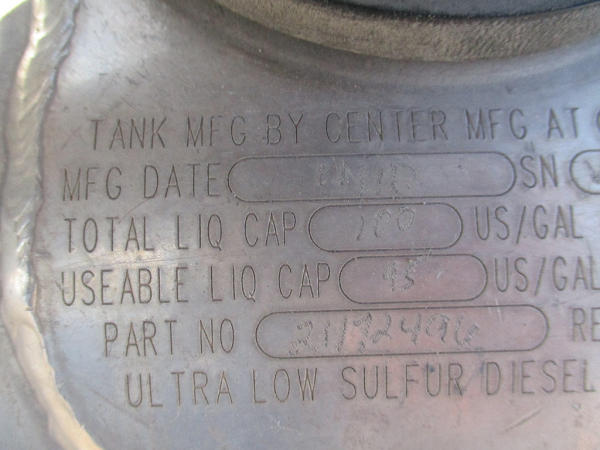 TANK MFG BY CENTER MFG AT
MFG DATE SN
TOTAL LIQ CAP 100 US/GAL
USEABLE LIQ CAP 95 US/GAL
PART NO
ULTRA LOW SULFUR DIESEL